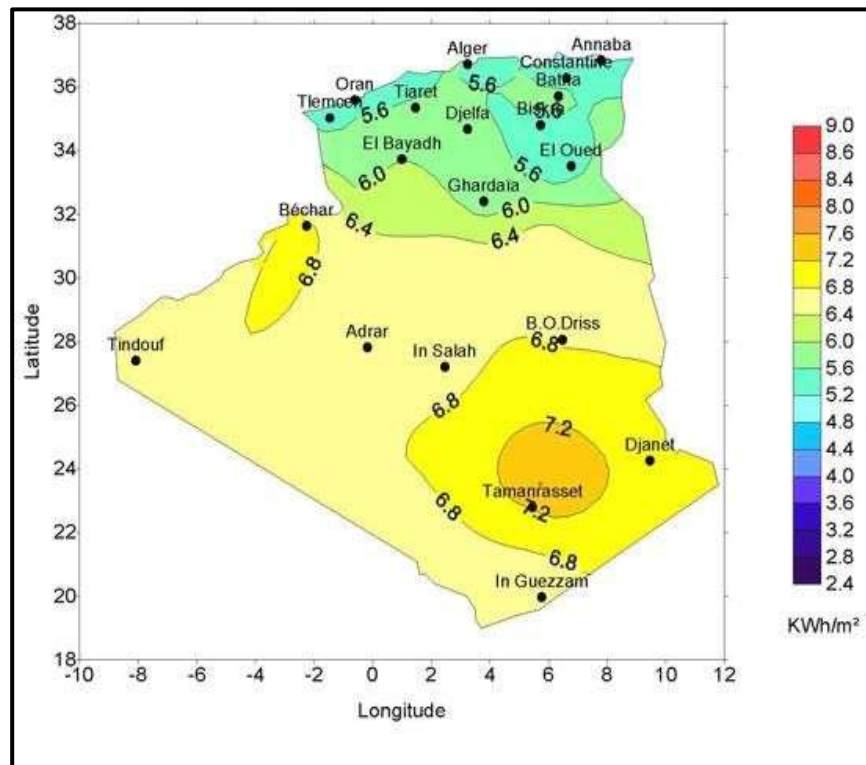 38
36
34
32
30
28
26
24
22
20
18
Latitude
-10 -8 -6 -4 -2 0 2 4 6 8 10 12
Longitude
Annaba
Alger
Constantine
Oran
5.6
Batna
Tlemcen
Tiaret
5.6
Biskra
5.6
Djelfa
El Bayadh
El Oued
5.6
6.0
Ghardaïa
Béchar
6.0
6.4
6.4
6.8
B.O.Driss
Adrar
6.8
Tindouf
In Salah
6.8
7.2
Djanet
Tamanrasset
6.8
7.2
6.8
In Guezzam
9.0
8.6
8.4
8.0
7.6
7.2
6.8
6.4
6.0
5.6
5.2
4.8
4.4
4.0
3.6
3.2
2.8
2.4
KWh/m²